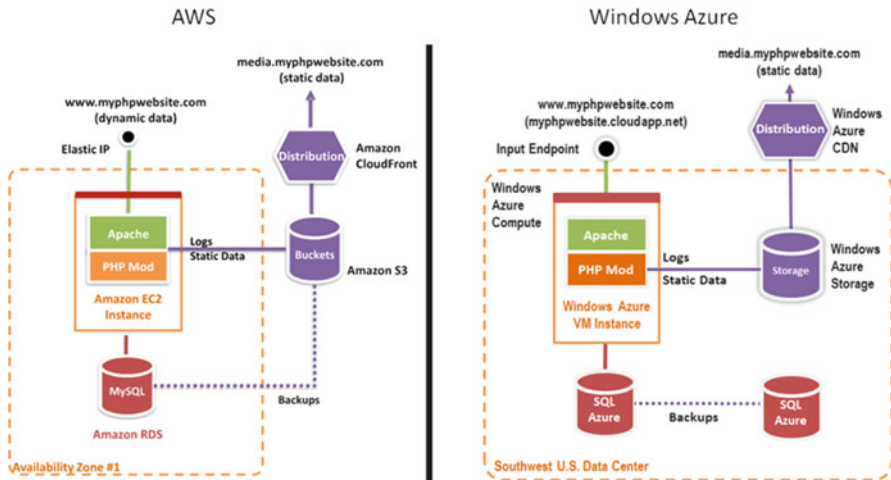 AWS
media.myphpwebsite.com
(static data)
www.myphpwebsite.com
(dynamic data)
Elastic IP
Distribution
Amazon
CloudFront
Apache
PHP Mod
Logs
Static Data
Buckets
Amazon S3
Amazon EC2
Instance
MySQL
Backups
Amazon RDS
Availability Zone #1
Windows Azure
media.myphpwebsite.com
(static data)
www.myphpwebsite.com
(myphpwebsite.cloudapp.net)
Input Endpoint
Distribution
Windows
Azure
CDN
Windows
Azure
Compute
Apache
PHP Mod
Logs
Static Data
Storage
Windows
Azure
Storage
Windows Azure
VM Instance
SQL
Azure
Backups
SQL
Azure
Southwest U.S. Data Center